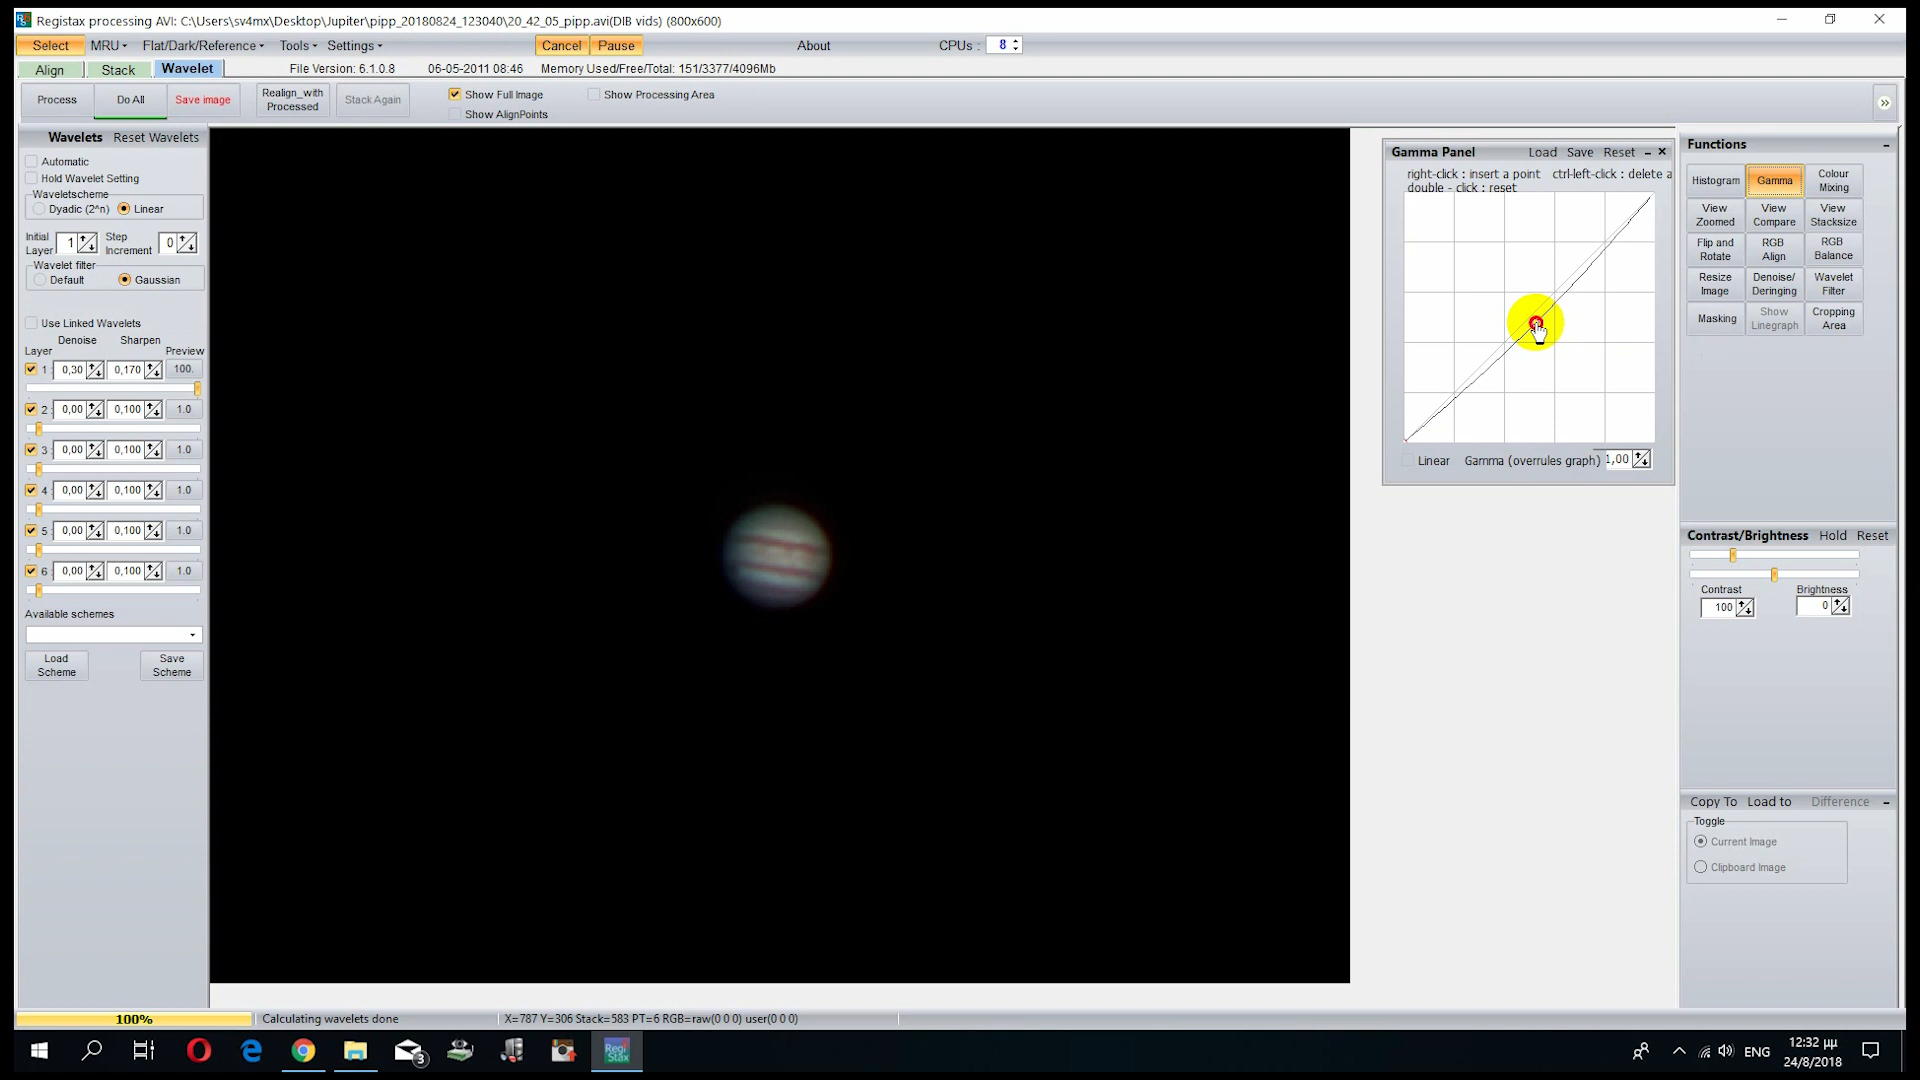 Registax processing AVI: C:\Users\sv4mx\Desktop\Jupiter\pipp_20180824_123040\20_42_05_pipp.avi(DIB vids) (800x600)
Select MRU Flat/Dark/Reference Tools Settings Cancel Pause About CPUs : 8
Align Stack Wavelet File Version: 6.1.0.8 06-05-2011 08:46 Memory Used/Free/Total: 151/3377/4096Mb
Process Do All Save image Realign_with Processed Stack Again Show Full Image Show Processing Area
Show AlignPoints
Wavelets Reset Wavelets
Automatic
Hold Wavelet Setting
Waveletscheme
Dyadic (2^n) Linear
Initial Layer 1 Step Increment 0
Wavelet filter
Default Gaussian
Use Linked Wavelets
Denoise Sharpen
Layer Preview
1 : 0,30 0,170 100.
2 : 0,00 0,100 1.0
3 : 0,00 0,100 1.0
4 : 0,00 0,100 1.0
5 : 0,00 0,100 1.0
6 : 0,00 0,100 1.0
Available schemes
Load Scheme Save Scheme
Gamma Panel Load Save Reset
right-click : insert a point ctrl-left-click : delete a
double - click : reset
Linear Gamma (overrules graph) 1,00
Functions
Histogram Gamma Colour Mixing
View Zoomed View Compare View Stacksize
Flip and Rotate RGB Align RGB Balance
Resize Image Denoise/ Deringing Wavelet Filter
Masking Show Linegraph Cropping Area
Contrast/Brightness Hold Reset
Contrast Brightness
100 0
Copy To Load to Difference
Toggle
Current Image
Clipboard Image
100% Calculating wavelets done X=787 Y=306 Stack=583 PT=6 RGB=raw(0 0 0) user(0 0 0)
3 Regi Stax ENG 12:32 μμ
24/8/2018